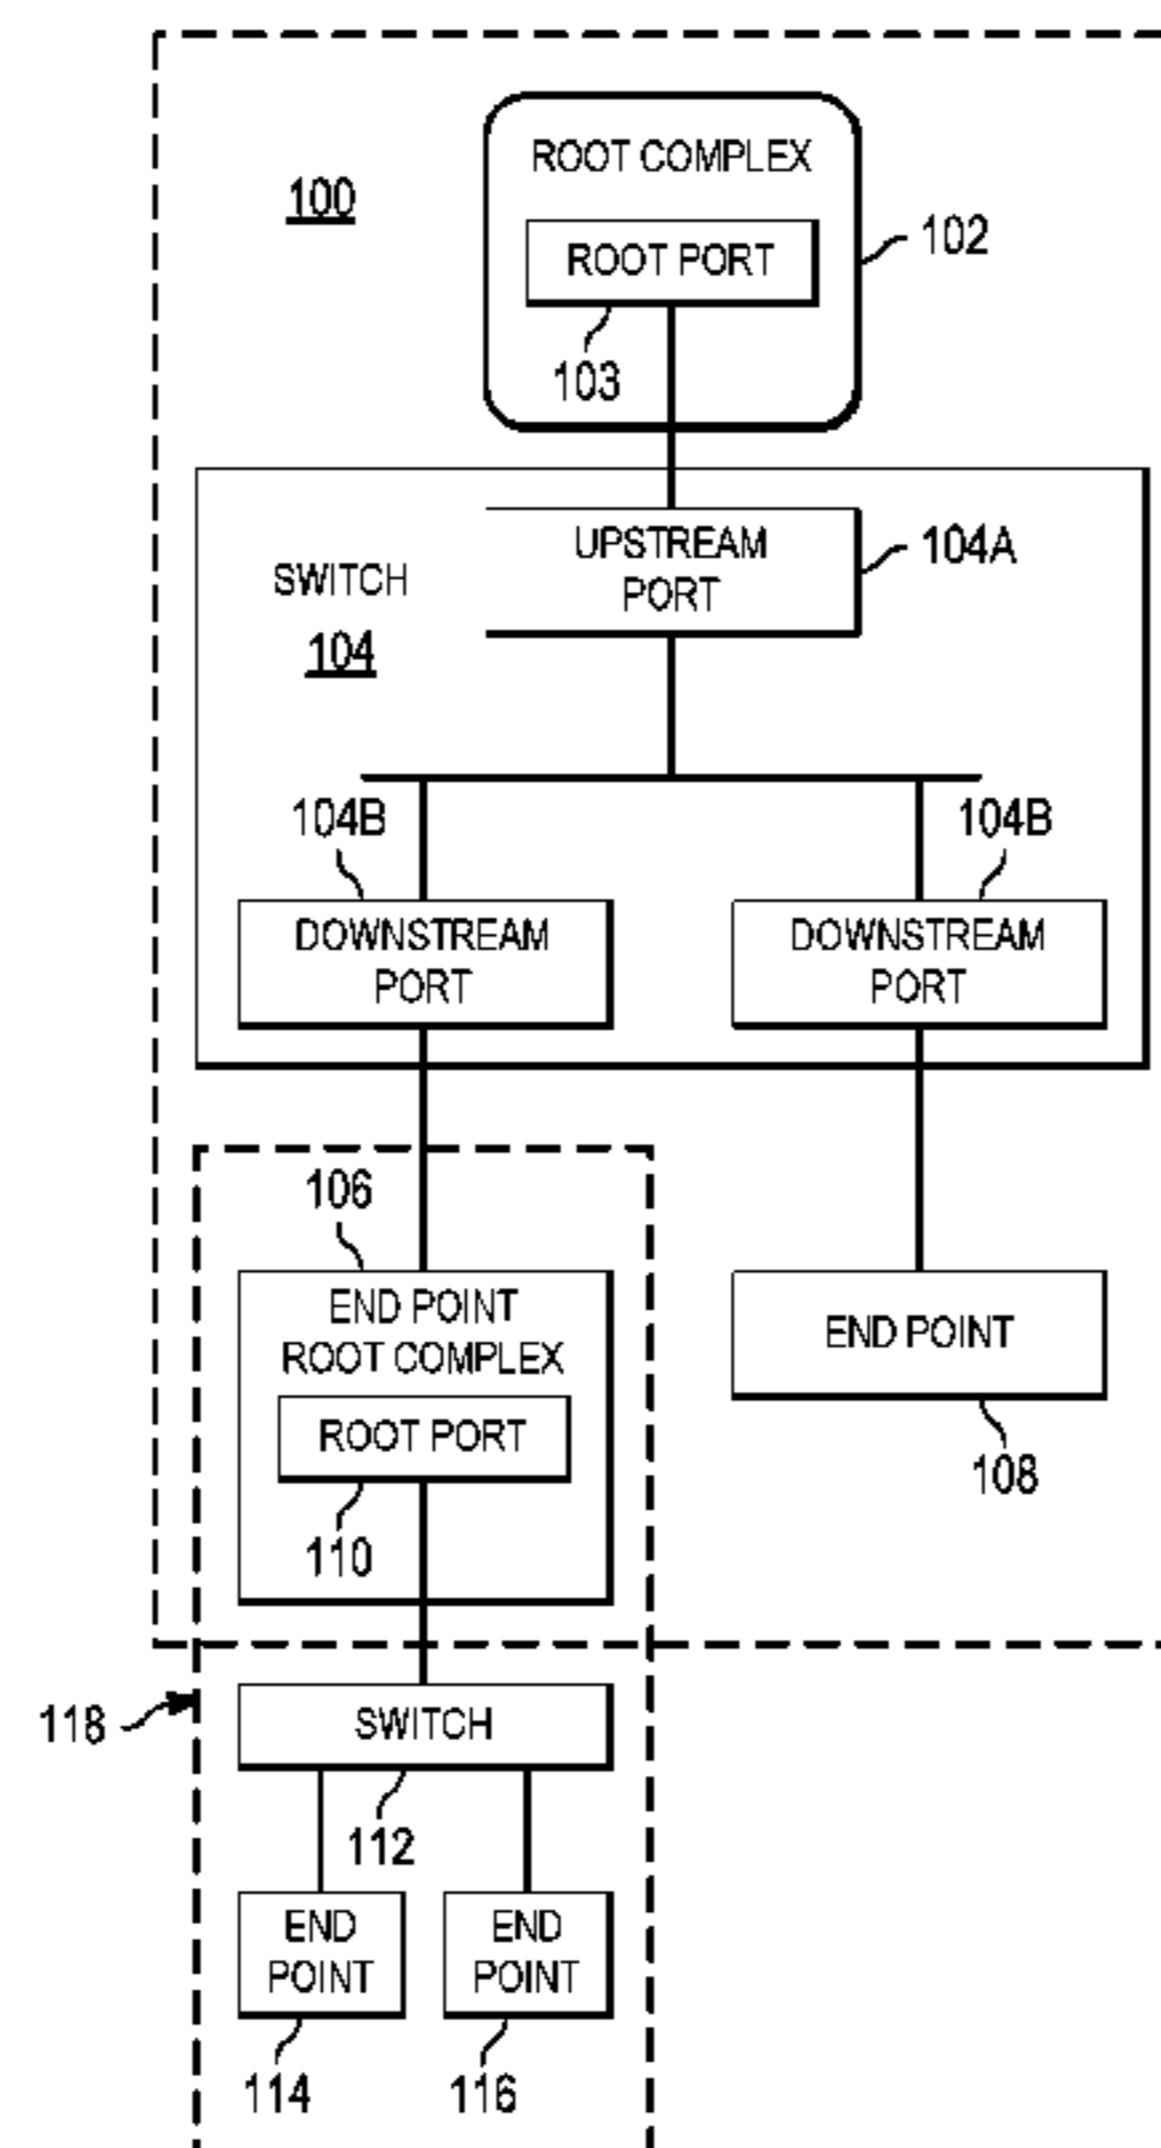 ROOT COMPLEX
100
102
ROOT PORT
103
UPSTREAM
PORT
104A
SWITCH
104
104B
104B
DOWNSTREAM
PORT
DOWNSTREAM
PORT
106
END POINT
ROOT COMPLEX
END POINT
ROOT PORT
108
110
118
SWITCH
112
END
POINT
END
POINT
114
116